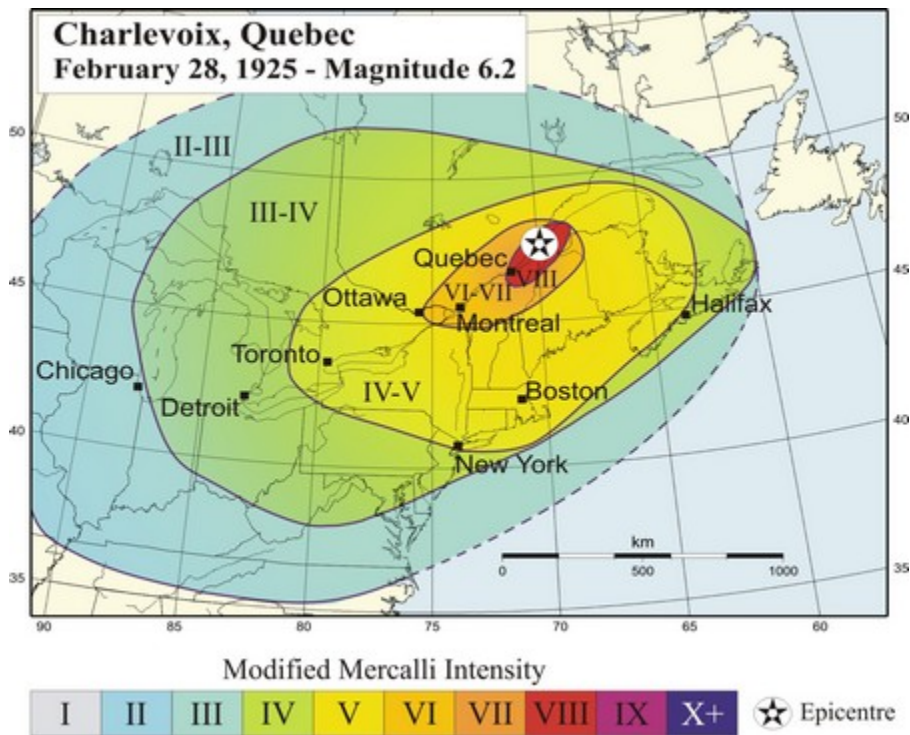 Charlevoix, Quebec
February 28, 1925 - Magnitude 6.2
50
50
II-III
III-IV
Quebec
VIII
VI-VII
45
45
Ottawa
Montreal
Halifax
Toronto
Chicago
IV-V
Boston
Detroit
40
40
New York
km
0 500 1000
35
35
90 85 80 75 70 65 60
Modified Mercalli Intensity
I II III IV V VI VII VIII IX X+
Epicentre